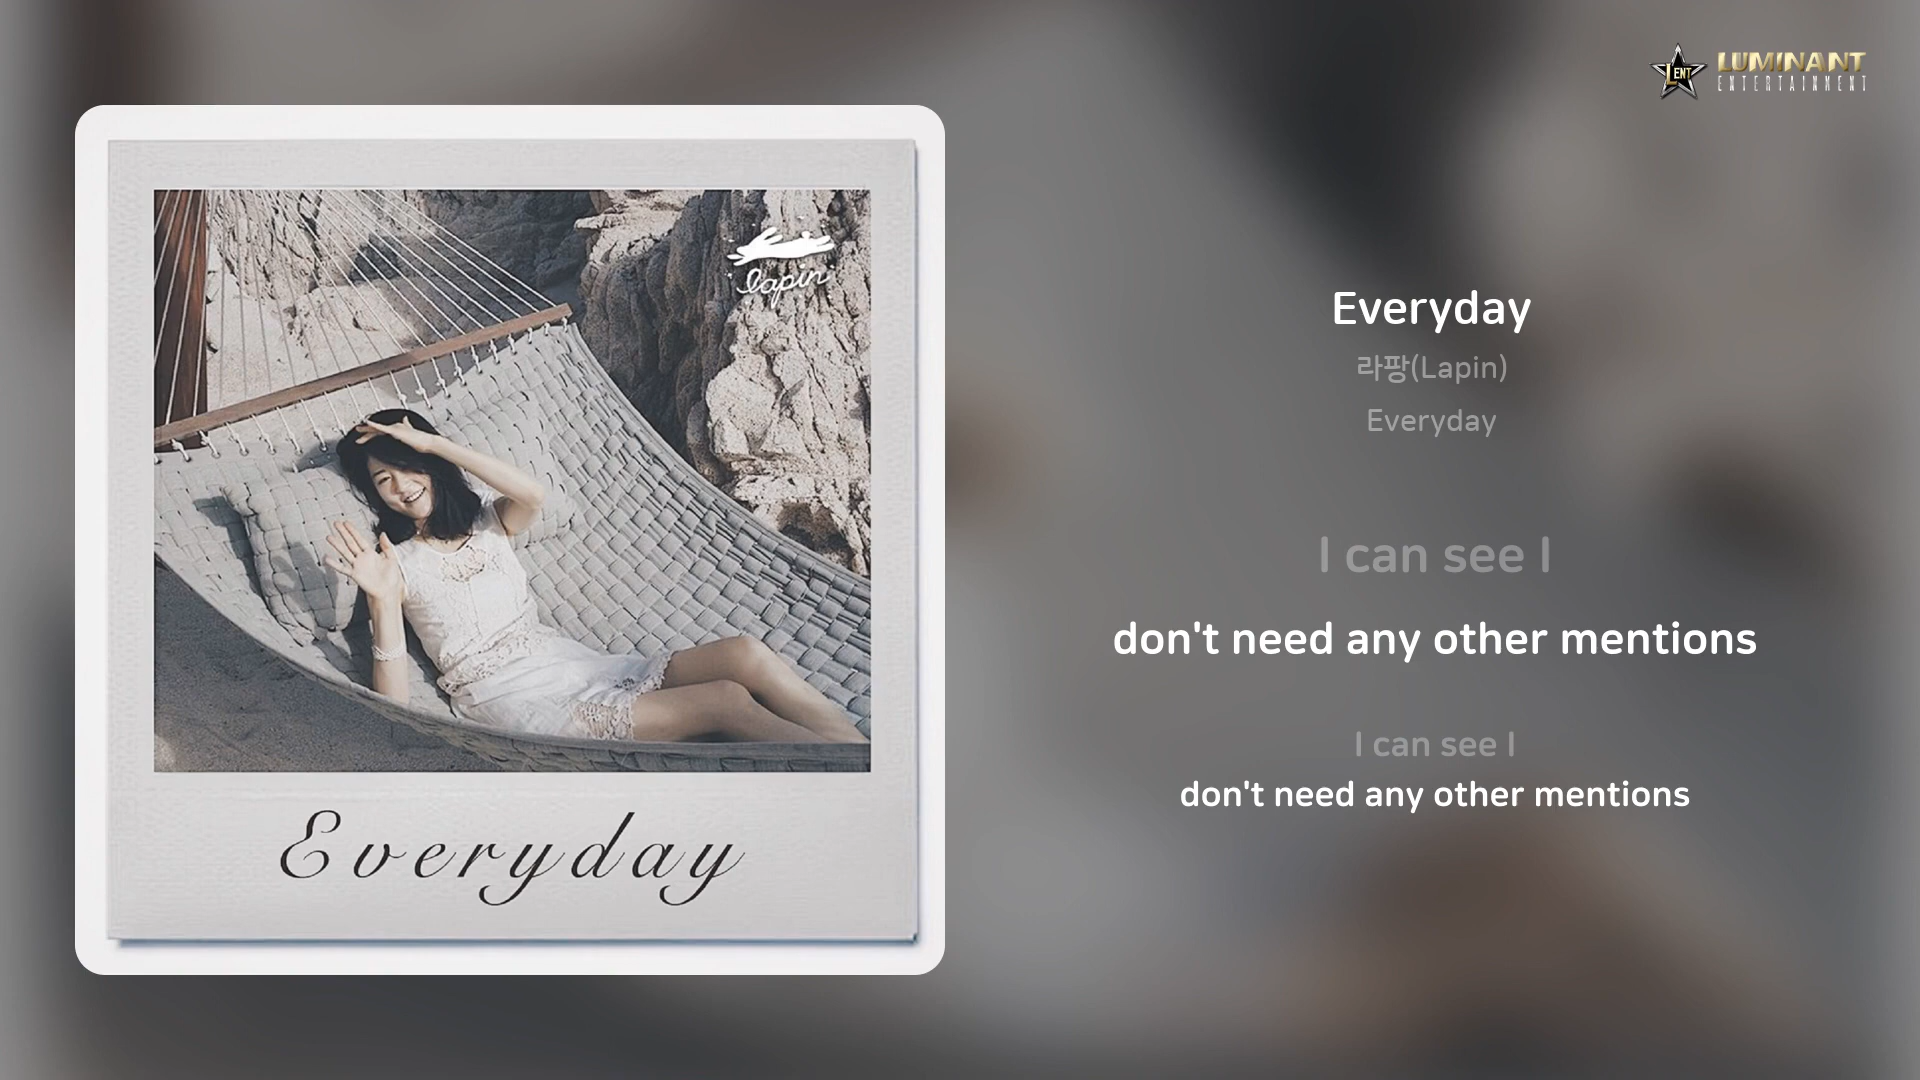 LENT
LUMINANT
ENTERTAINMENT
lapin
Everyday
Everyday
라팡(Lapin)
Everyday
I can see I
don't need any other mentions
I can see I
don't need any other mentions